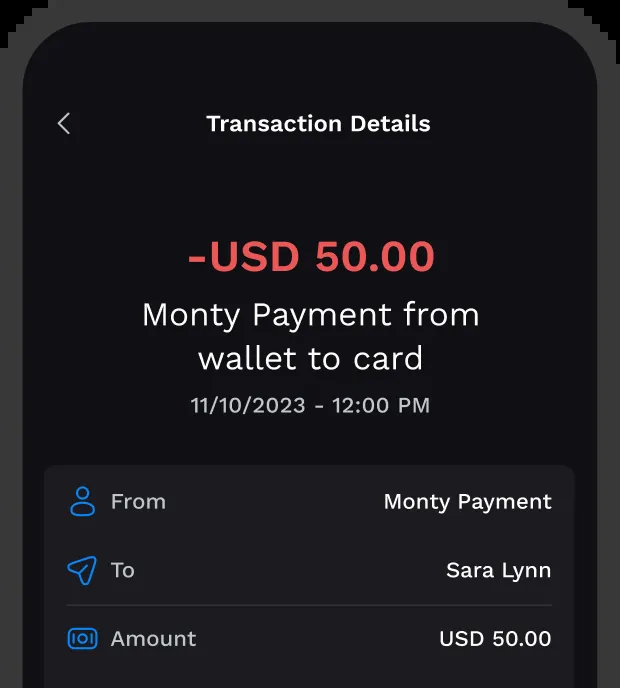 Transaction Details
-USD 50.00
Monty Payment from
wallet to card
11/10/2023 - 12:00 PM
From Monty Payment
To Sara Lynn
Amount USD 50.00